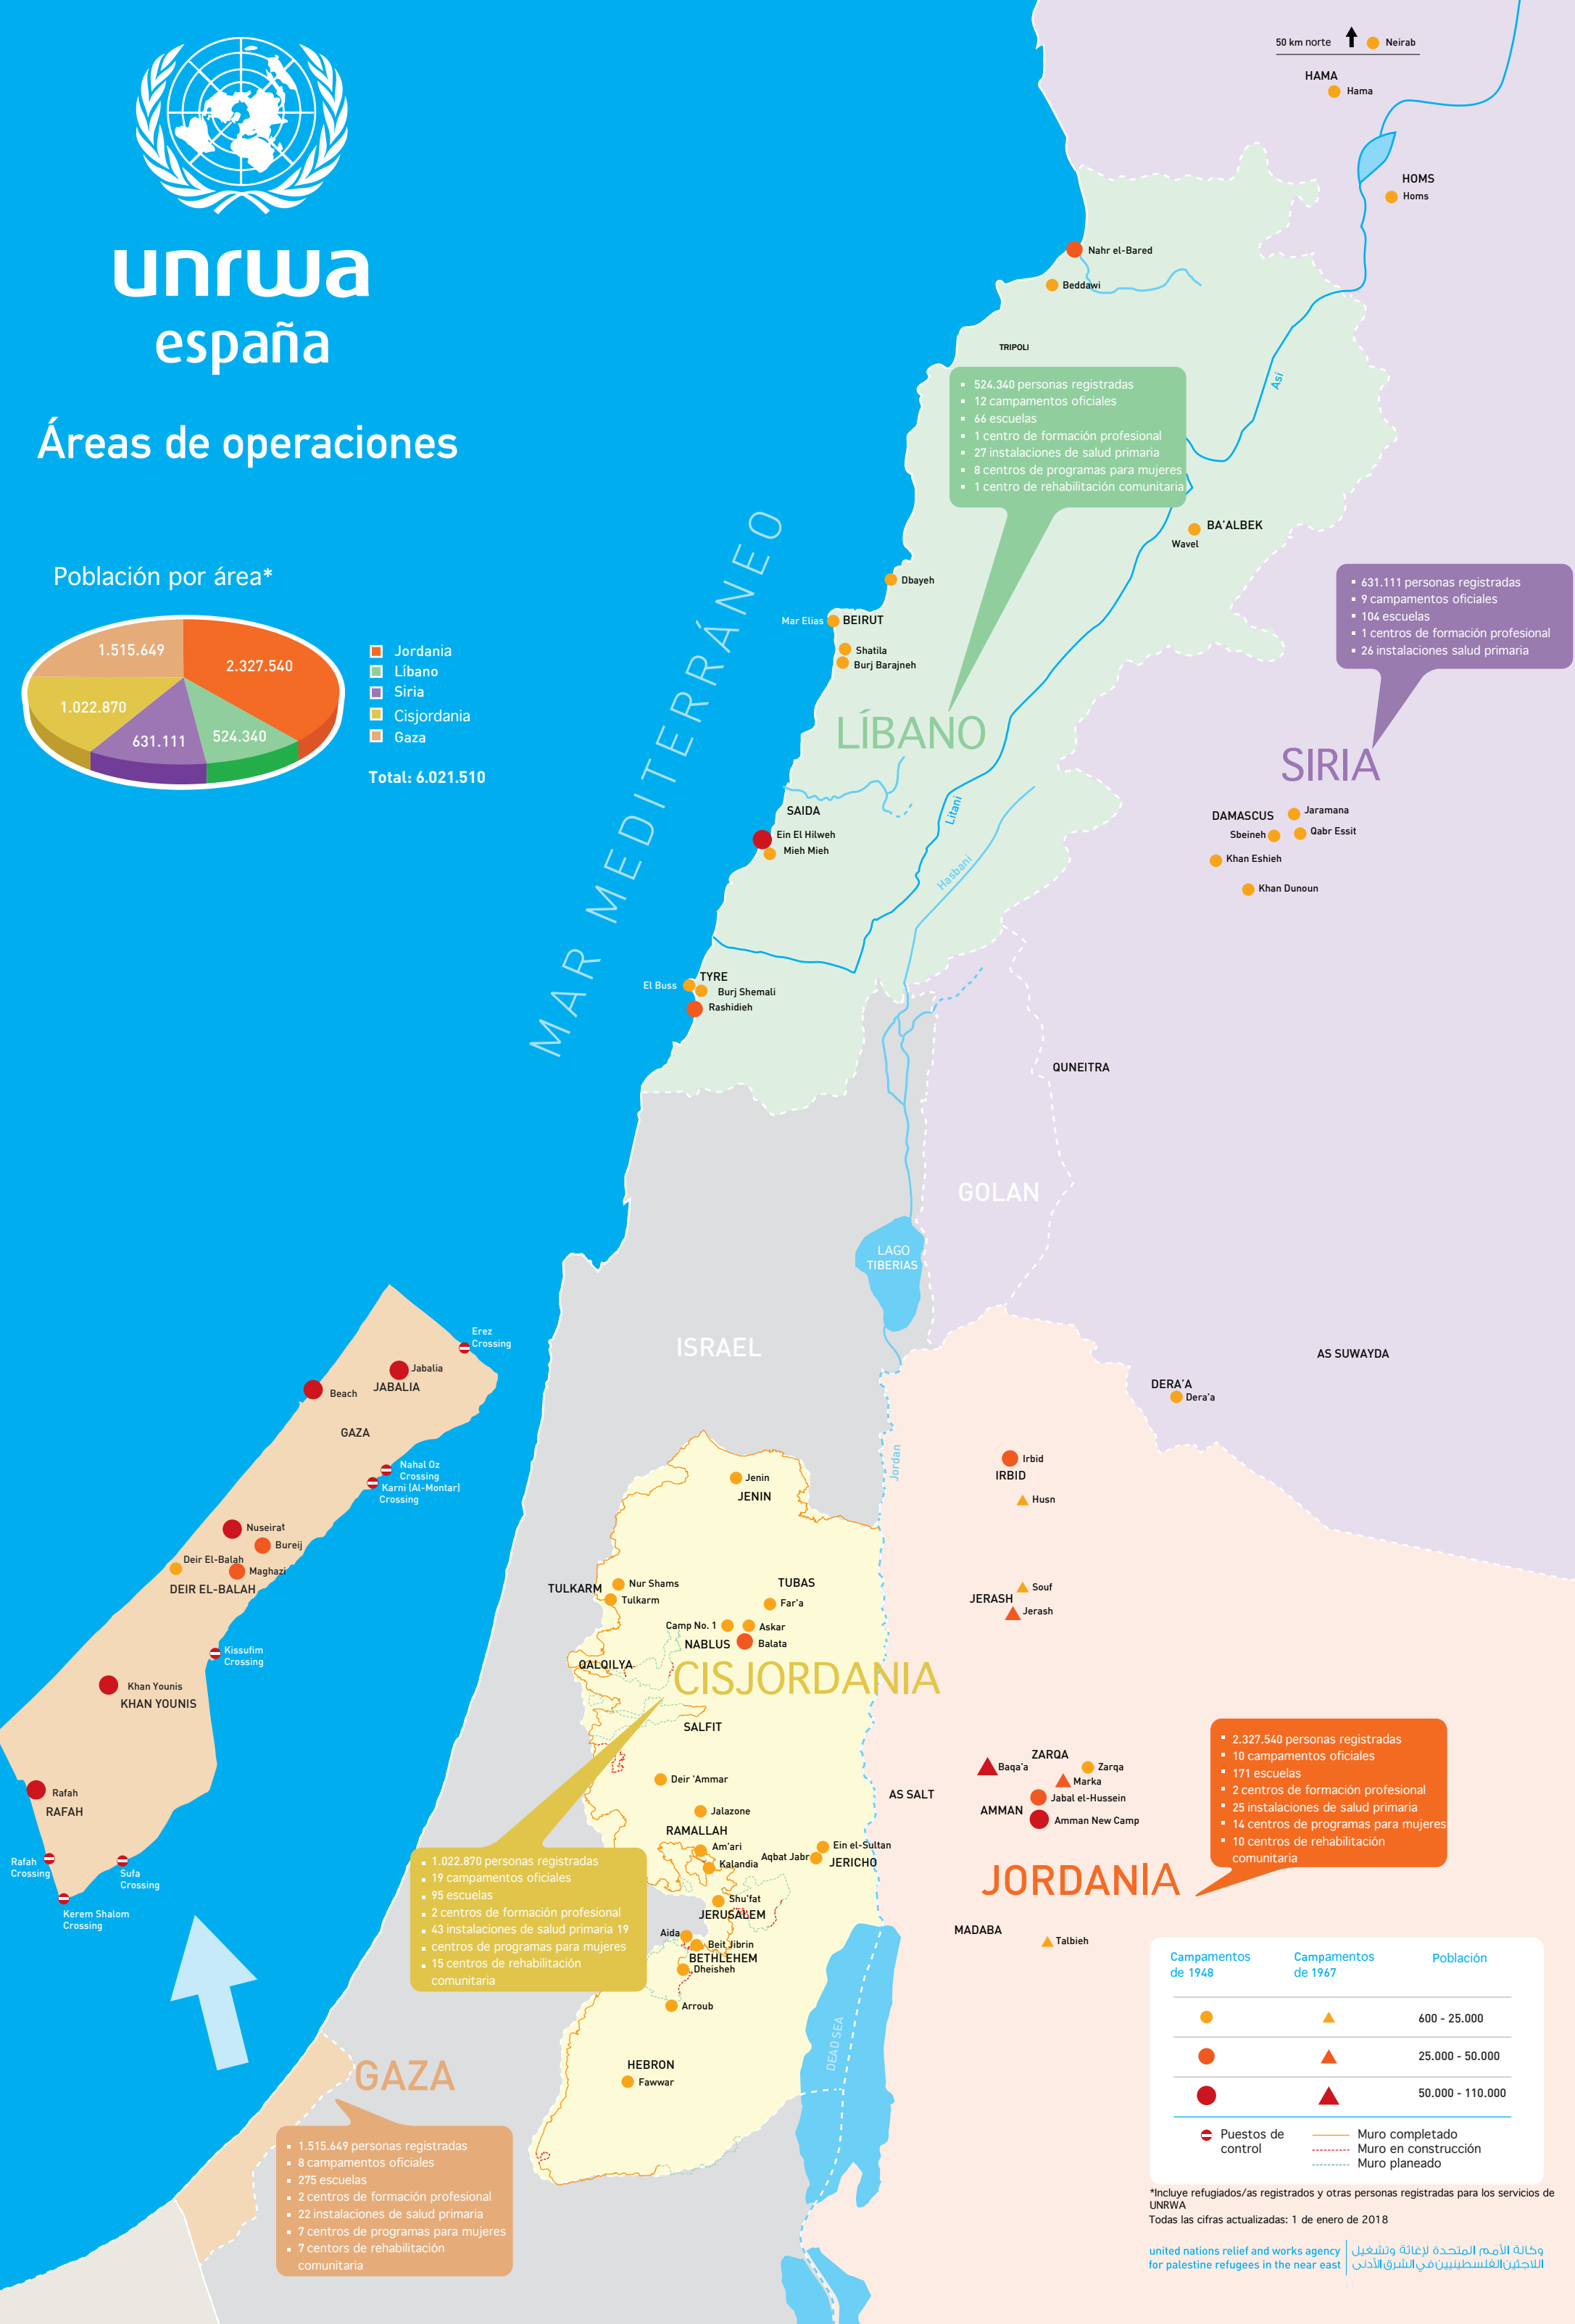 unrwa
españa
Áreas de operaciones
Población por área*
1.515.649
2.327.540
1.022.870
631.111
524.340
Jordania
Líbano
Siria
Cisjordania
Gaza
Total: 6.021.510
MAR MEDITERRÁNEO
50 km norte
Neirab
HAMA
Hama
HOMS
Homs
Nahr el-Bared
Beddawi
TRIPOLI
524.340 personas registradas
12 campamentos oficiales
66 escuelas
1 centro de formación profesional
27 instalaciones de salud primaria
8 centros de programas para mujeres
1 centro de rehabilitación comunitaria
Asi
BA'ALBEK
Wavel
Dbayeh
Mar Elias
BEIRUT
Shatila
Burj Barajneh
LÍBANO
631.111 personas registradas
9 campamentos oficiales
104 escuelas
1 centros de formación profesional
26 instalaciones salud primaria
SIRIA
SAIDA
Ein El Hilweh
Mieh Mieh
Litani
Hasbani
DAMASCUS
Jaramana
Sbeineh
Qabr Essit
Khan Eshieh
Khan Dunoun
El Buss
TYRE
Burj Shemali
Rashidieh
QUNEITRA
GOLAN
LAGO
TIBERIAS
ISRAEL
AS SUWAYDA
DERA'A
Dera'a
Erez
Crossing
Jabalia
JABALIA
Beach
GAZA
Nahal Oz
Crossing
Karni (Al-Montar)
Crossing
Nuseirat
Bureij
Deir El-Balah
Maghazi
DEIR EL-BALAH
Kissufim
Crossing
Khan Younis
KHAN YOUNIS
Rafah
RAFAH
Rafah
Crossing
Sufa
Crossing
Kerem Shalom
Crossing
Jordan
Irbid
IRBID
Husn
Jenin
JENIN
TULKARM
Nur Shams
Tulkarm
TUBAS
Far'a
Camp No. 1
Askar
NABLUS
Balata
QALQILYA
CISJORDANIA
SALFIT
Souf
JERASH
Jerash
Deir 'Ammar
Jalazone
RAMALLAH
Am'ari
Kalandia
Ein el-Sultan
Aqbat Jabr
JERICHO
Shu'fat
JERUSALEM
Aida
Beit Jibrin
BETHLEHEM
Dheisheh
Arroub
HEBRON
Fawwar
DEAD SEA
1.022.870 personas registradas
19 campamentos oficiales
95 escuelas
2 centros de formación profesional
43 instalaciones de salud primaria 19
centros de programas para mujeres
15 centros de rehabilitación
comunitaria
ZARQA
Baqa'a
Zarqa
Marka
AS SALT
Jabal el-Hussein
AMMAN
Amman New Camp
JORDANIA
MADABA
Talbieh
2.327.540 personas registradas
10 campamentos oficiales
171 escuelas
2 centros de formación profesional
25 instalaciones de salud primaria
14 centros de programas para mujeres
10 centros de rehabilitación
comunitaria
GAZA
1.515.649 personas registradas
8 campamentos oficiales
275 escuelas
2 centros de formación profesional
22 instalaciones de salud primaria
7 centros de programas para mujeres
7 centors de rehabilitación
comunitaria
Campamentos
de 1948
Campamentos
de 1967
Población
600 - 25.000
25.000 - 50.000
50.000 - 110.000
Puestos de
control
Muro completado
Muro en construcción
Muro planeado
*Incluye refugiados/as registrados y otras personas registradas para los servicios de
UNRWA
Todas las cifras actualizadas: 1 de enero de 2018
united nations relief and works agency
for palestine refugees in the near east
وكالة الأمم المتحدة لإغاثة وتشغيل
اللاجئين الفلسطينيين في الشرق الأدنى